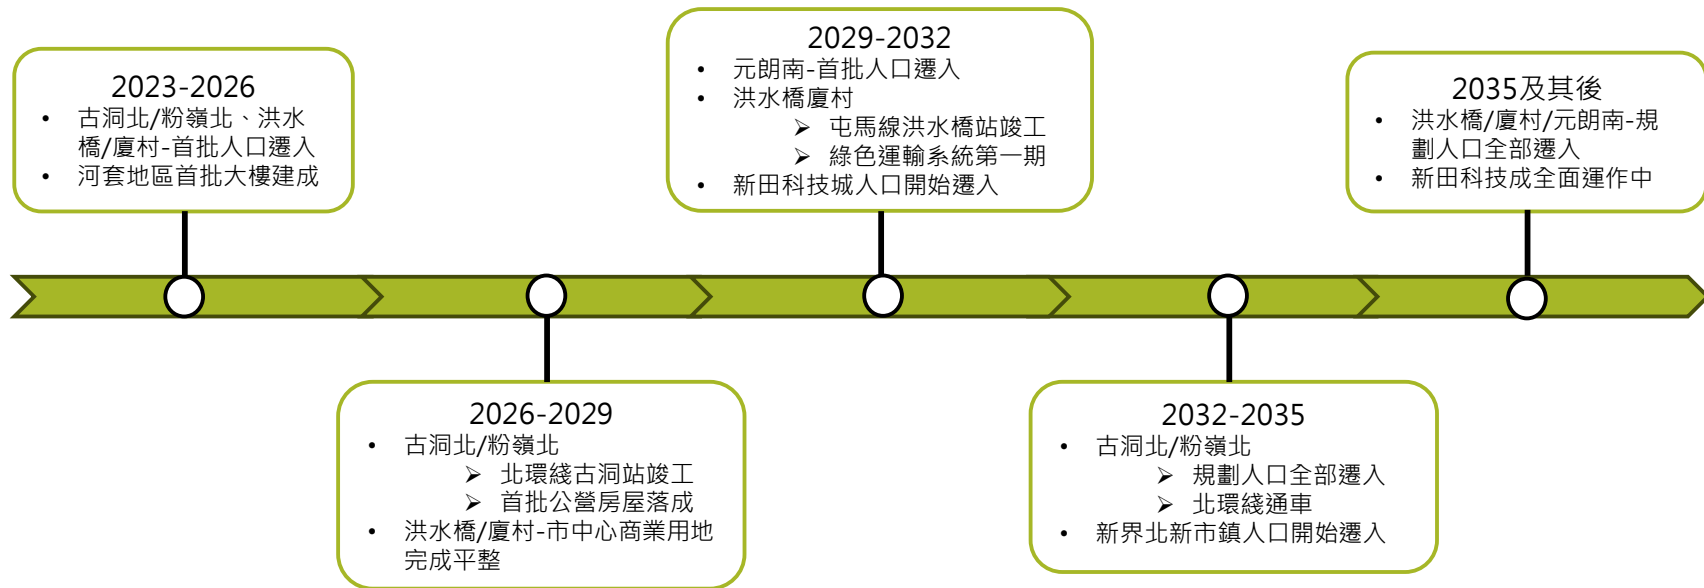 2023-2026
• 古洞北/粉嶺北、洪水
橋/廈村-首批人口遷入
• 河套地區首批大樓建成
2026-2029
• 古洞北/粉嶺北
➢ 北環綫古洞站竣工
➢ 首批公營房屋落成
• 洪水橋/廈村-市中心商業用地
完成平整
2029-2032
• 元朗南-首批人口遷入
• 洪水橋廈村
➢ 屯馬線洪水橋站竣工
➢ 綠色運輸系統第一期
• 新田科技城人口開始遷入
2032-2035
• 古洞北/粉嶺北
➢ 規劃人口全部遷入
➢ 北環綫通車
• 新界北新市鎮人口開始遷入
2035及其後
• 洪水橋/廈村/元朗南-規
劃人口全部遷入
• 新田科技成全面運作中